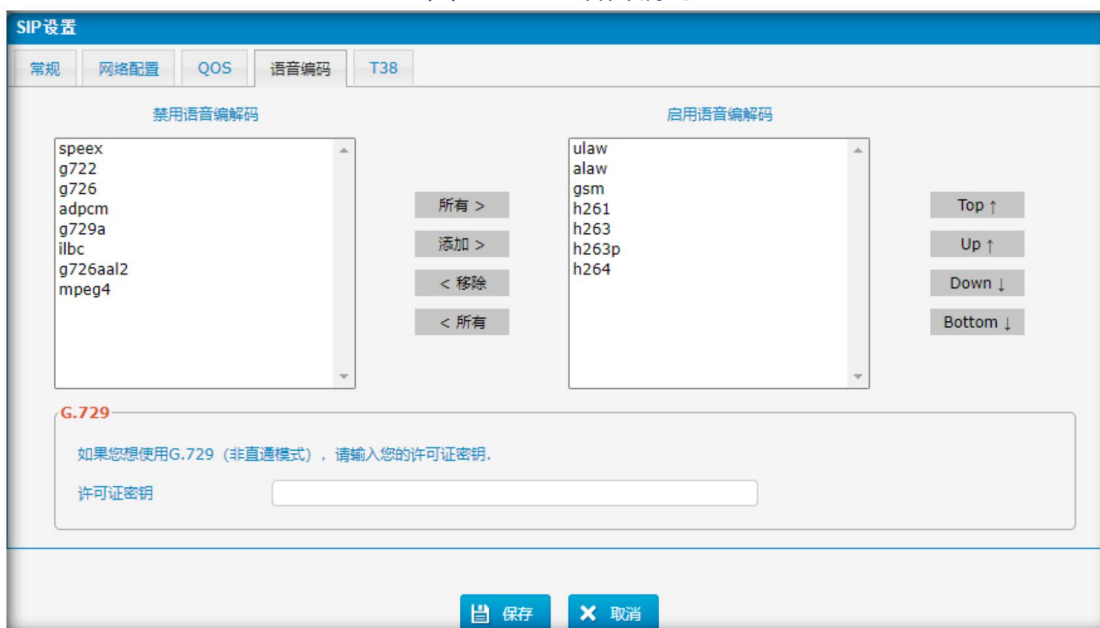 SIP设置
常规 网络配置 QOS 语音编码 T38
禁用语音编解码 启用语音编解码
speex
g722
g726
adpcm
g729a
ilbc
g726aal2
mpeg4
所有 >
添加 >
< 移除
< 所有
ulaw
alaw
gsm
h261
h263
h263p
h264
Top ↑
Up ↑
Down ↓
Bottom ↓
G.729
如果您想使用G.729（非直通模式）, 请输入您的许可证密钥.
许可证密钥
保存 取消